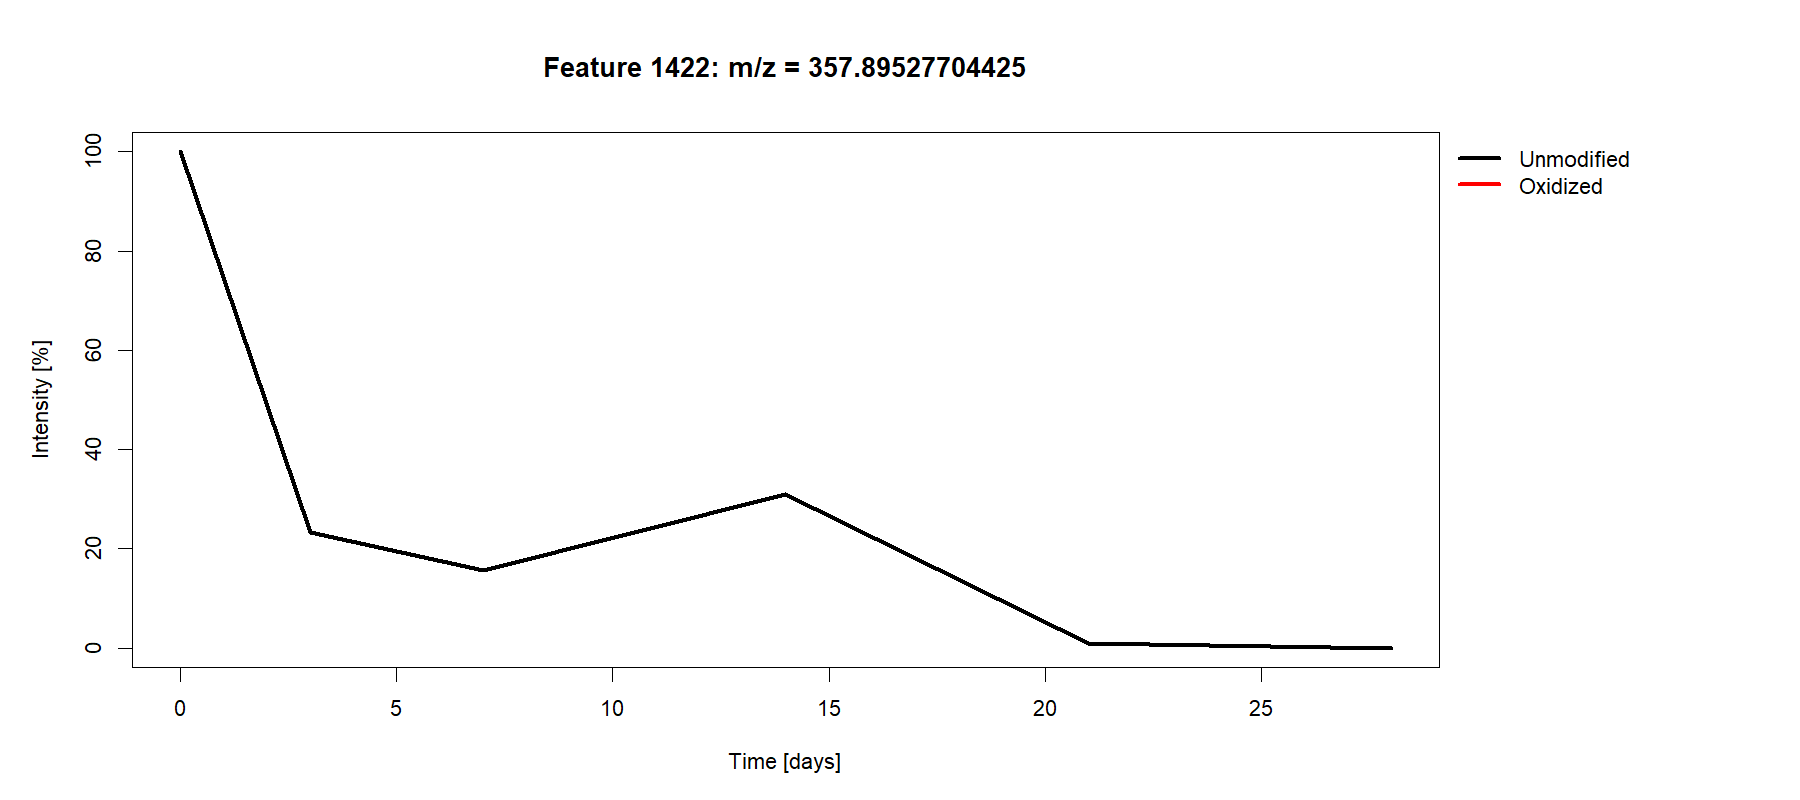 Feature 1422: m/z = 357.89527704425
Unmodified
Oxidized
Intensity [%]
100
80
60
40
20
0
0 5 10 15 20 25
Time [days]